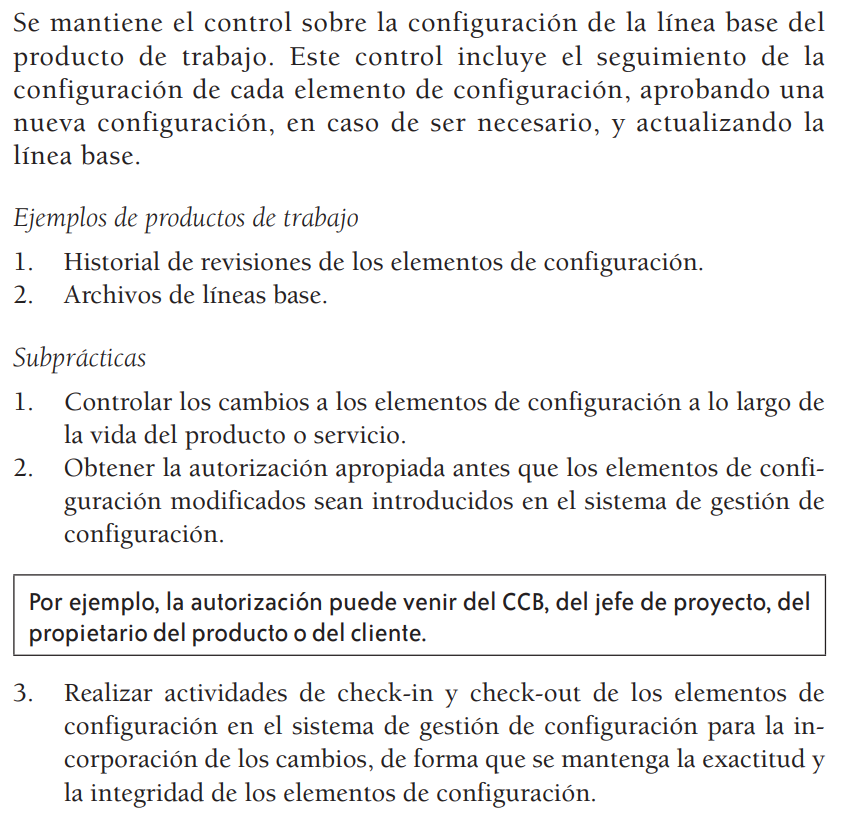 Se mantiene el control sobre la configuración de la línea base del
producto de trabajo. Este control incluye el seguimiento de la
configuración de cada elemento de configuración, aprobando una
nueva configuración, en caso de ser necesario, y actualizando la
línea base.
Ejemplos de productos de trabajo
1. Historial de revisiones de los elementos de configuración.
2. Archivos de líneas base.
Subprácticas
1. Controlar los cambios a los elementos de configuración a lo largo de
la vida del producto o servicio.
2. Obtener la autorización apropiada antes que los elementos de confi-
guración modificados sean introducidos en el sistema de gestión de
configuración.
Por ejemplo, la autorización puede venir del CCB, del jefe de proyecto, del
propietario del producto o del cliente.
3. Realizar actividades de check-in y check-out de los elementos de
configuración en el sistema de gestión de configuración para la in-
corporación de los cambios, de forma que se mantenga la exactitud y
la integridad de los elementos de configuración.